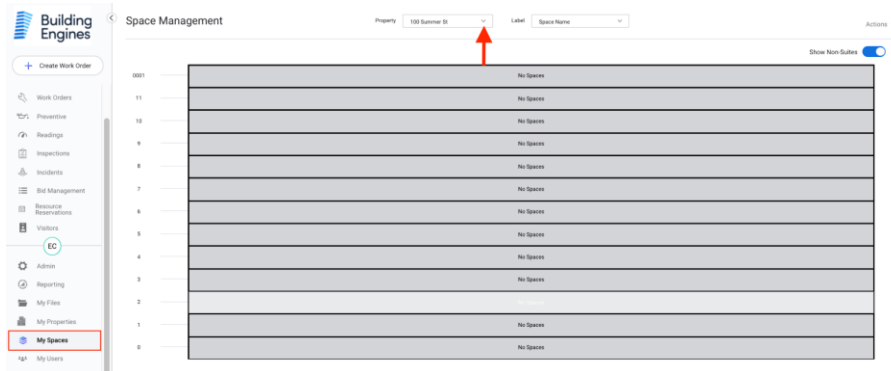 Building
Engines
Space Management
Property
100 Summer St
Label
Space Name
Actions
Show Non-Suites
+ Create Work Order
Work Orders
Preventive
Readings
Inspections
Incidents
Bid Management
Resource
Reservations
Visitors
EC
Admin
Reporting
My Files
My Properties
My Spaces
My Users
0001 No Spaces
11 No Spaces
10 No Spaces
9 No Spaces
8 No Spaces
7 No Spaces
6 No Spaces
5 No Spaces
4 No Spaces
3 No Spaces
2 No Spaces
1 No Spaces
0 No Spaces